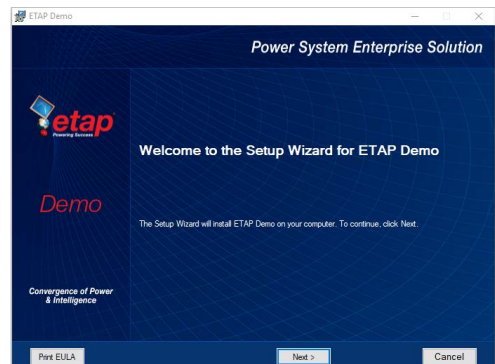 ETAP Demo
Power System Enterprise Solution
etap
Powering Success
Welcome to the Setup Wizard for ETAP Demo
Demo
The Setup Wizard will install ETAP Demo on your computer. To continue, click Next.
Convergence of Power
& Intelligence
Print EULA
Next >
Cancel